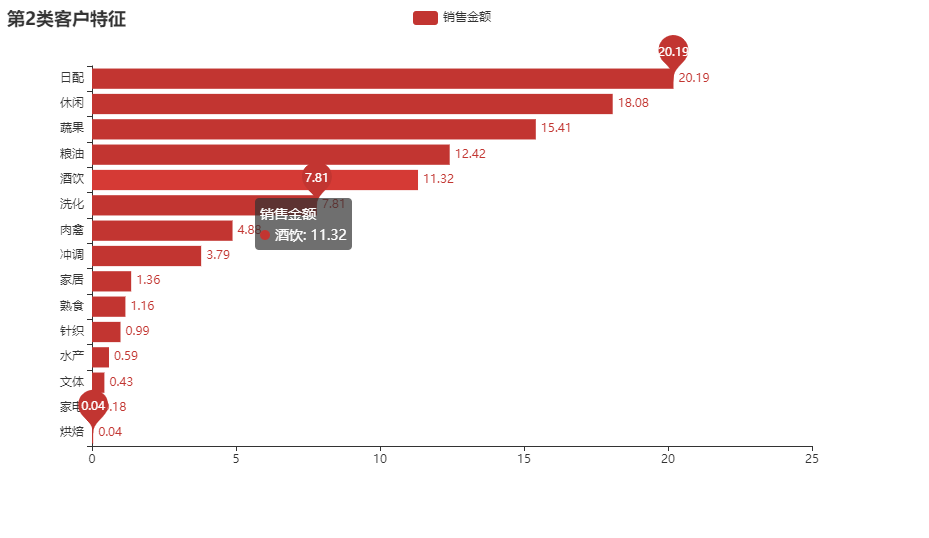 第2类客户特征
销售金额
20.19
日配 20.19
休闲 18.08
蔬果 15.41
粮油 12.42
酒饮 11.32
7.81
洗化 7.81
销售金额
酒饮: 11.32
肉禽 4.88
冲调 3.79
家居 1.36
熟食 1.16
针织 0.99
水产 0.59
文体 0.43
家电 .18
0.04
烘焙 0.04
0 5 10 15 20 25